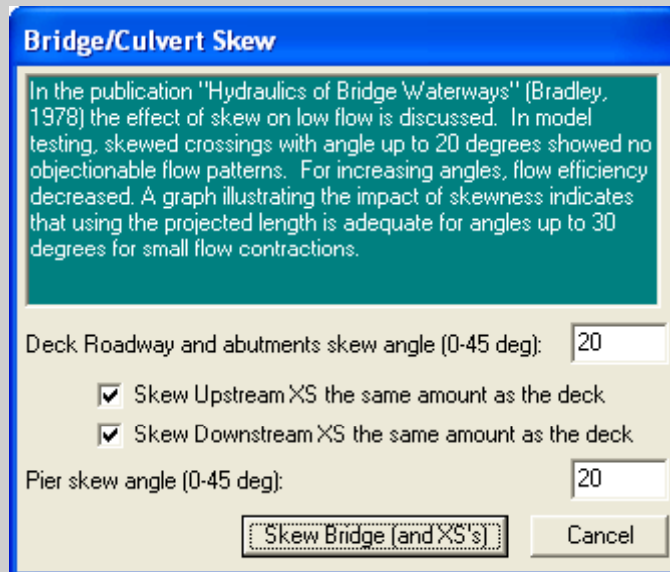 Bridge/Culvert Skew
In the publication "Hydraulics of Bridge Waterways" (Bradley,
1978) the effect of skew on low flow is discussed.  In model
testing, skewed crossings with angle up to 20 degrees showed no
objectionable flow patterns.  For increasing angles, flow efficiency
decreased. A graph illustrating the impact of skewness indicates
that using the projected length is adequate for angles up to 30
degrees for small flow contractions.
Deck Roadway and abutments skew angle (0-45 deg): 20
Skew Upstream XS the same amount as the deck
Skew Downstream XS the same amount as the deck
Pier skew angle (0-45 deg): 20
Skew Bridge (and XS's) Cancel